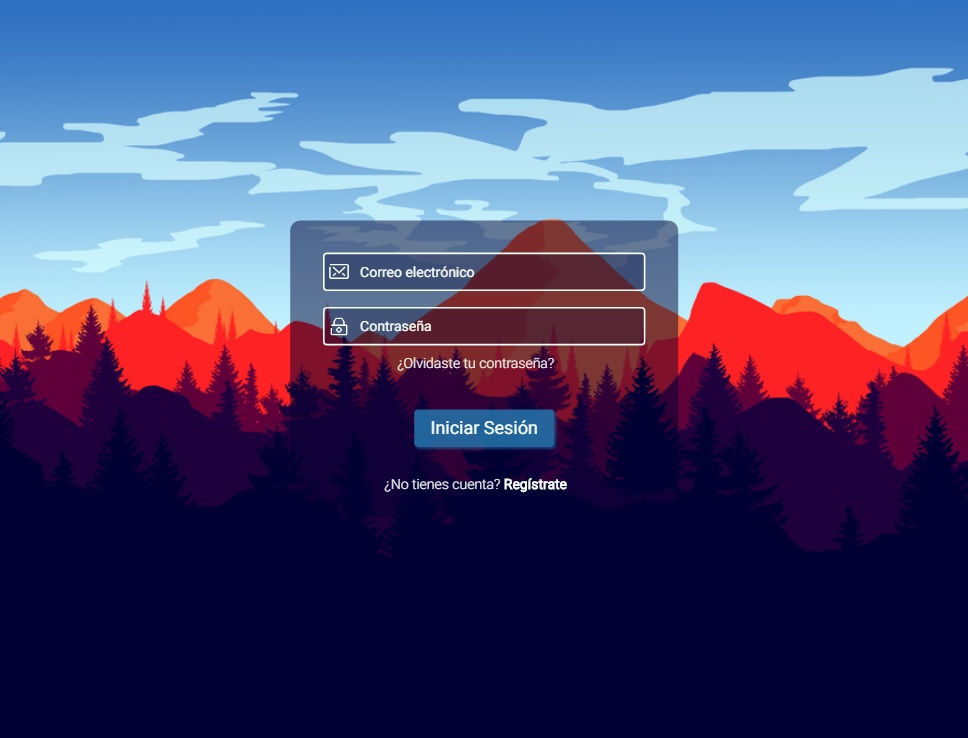 Correo electrónico
Contraseña
¿Olvidaste tu contraseña?
Iniciar Sesión
¿No tienes cuenta? Regístrate